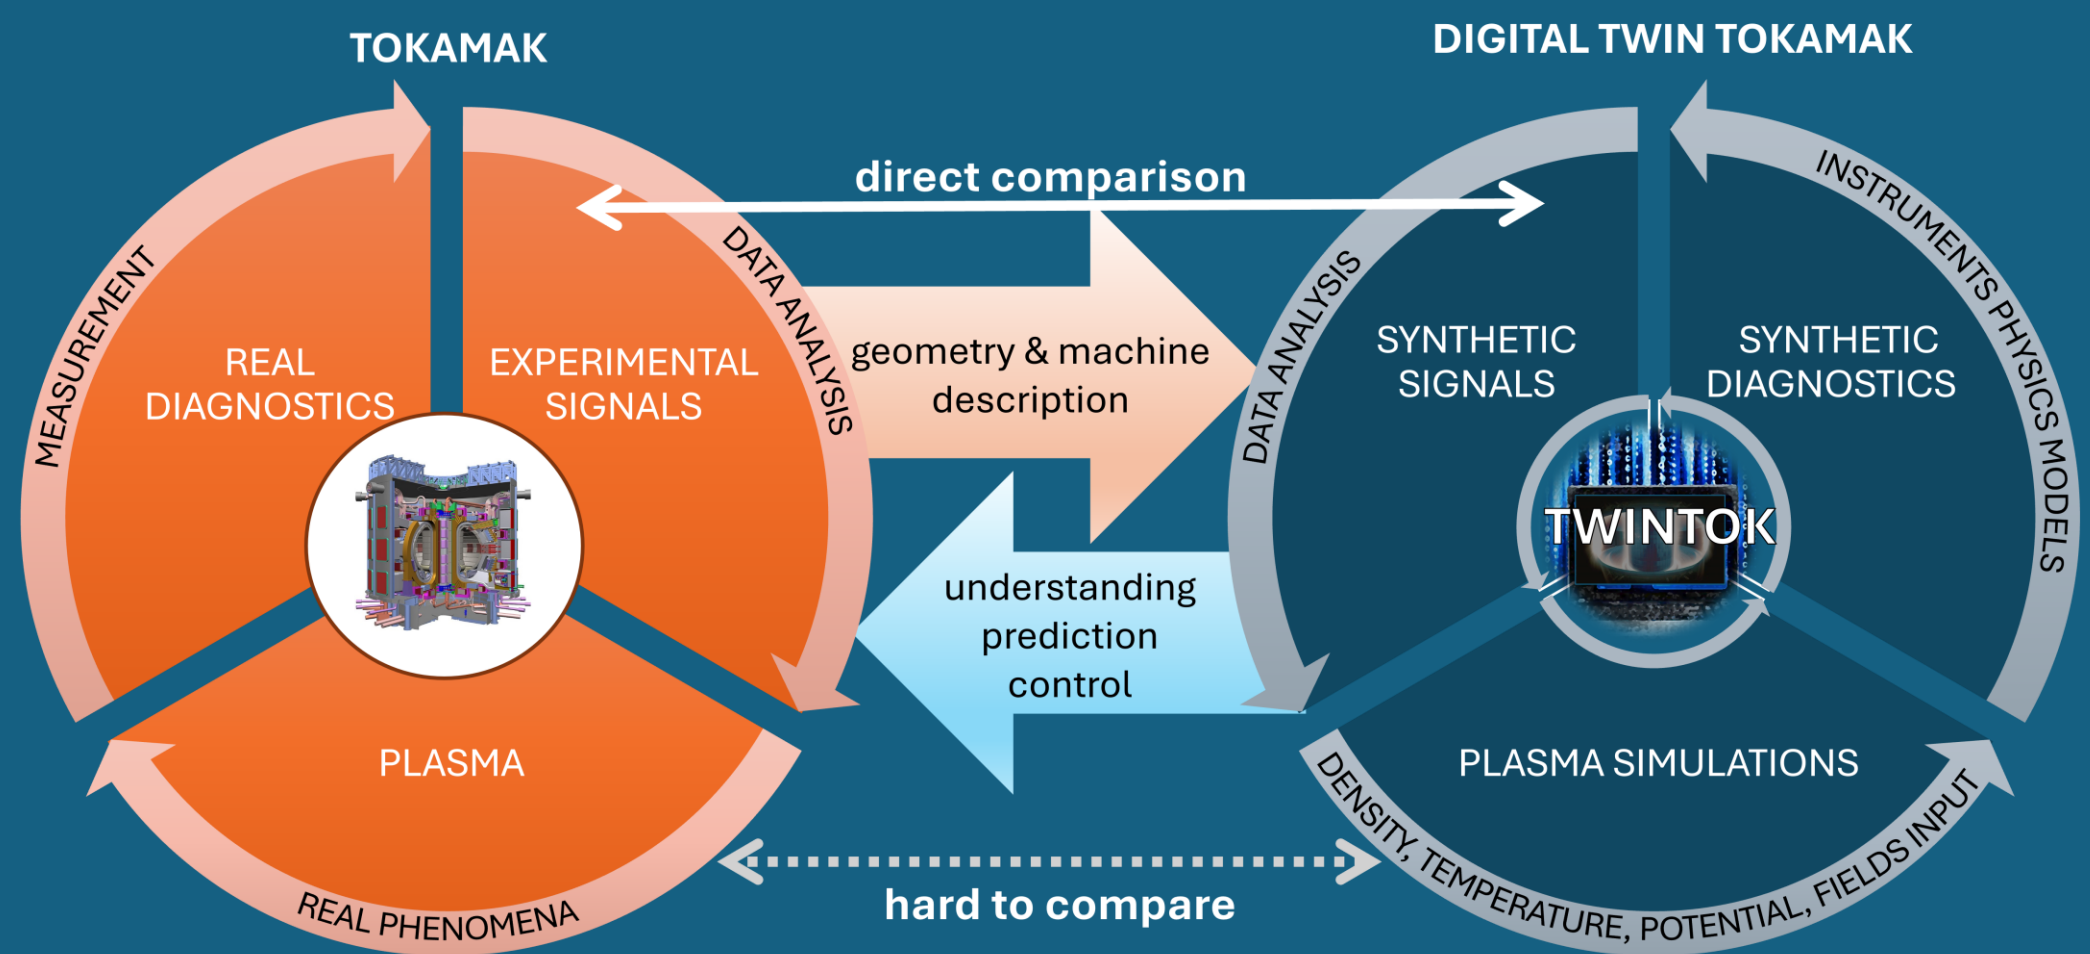 TOKAMAK
DIGITAL TWIN TOKAMAK
MEASUREMENT
REAL
DIAGNOSTICS
EXPERIMENTAL
SIGNALS
DATA ANALYSIS
PLASMA
REAL PHENOMENA
direct comparison
geometry & machine
description
understanding
prediction
control
hard to compare
DATA ANALYSIS
SYNTHETIC
SIGNALS
SYNTHETIC
DIAGNOSTICS
INSTRUMENTS PHYSICS MODELS
TWINTOK
PLASMA SIMULATIONS
DENSITY, TEMPERATURE, POTENTIAL, FIELDS INPUT